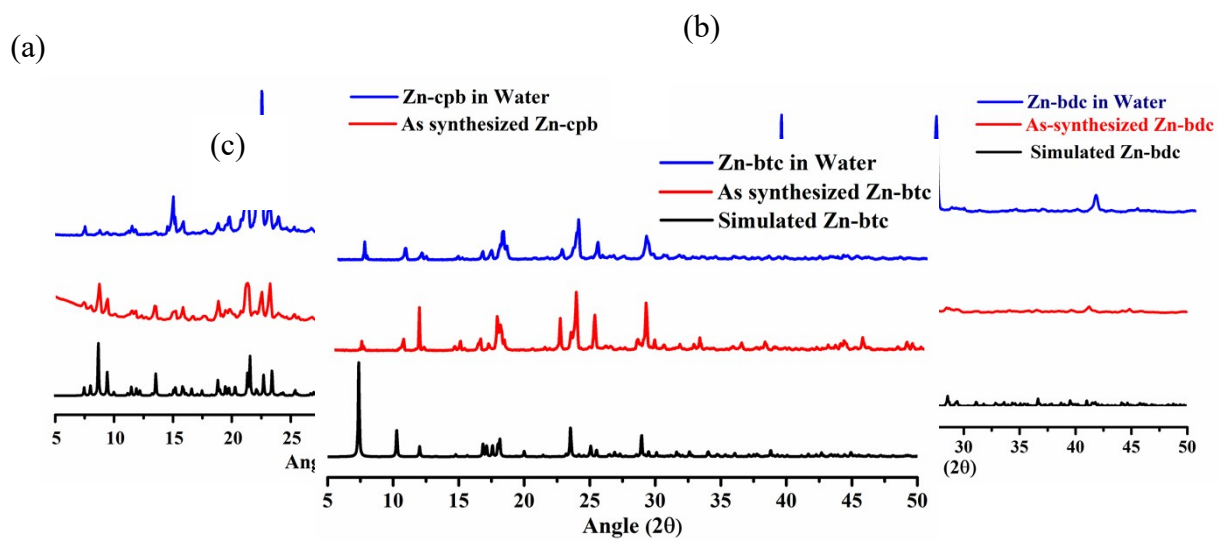 (a)
(b)
Zn-cpb in Water
As synthesized Zn-cpb
(c)
Zn-bdc in Water
As-synthesized Zn-bdc
Simulated Zn-bdc
Zn-btc in Water
As synthesized Zn-btc
Simulated Zn-btc
5 10 15 20 25
5 10 15 20 25 30 35 40 45 50
Angle (2θ)
30 35 40 45 50
(2θ)